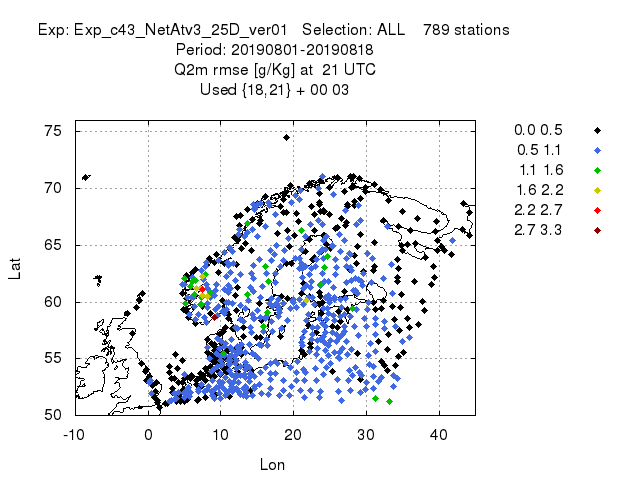 Exp: Exp_c43_NetAtv3_25D_ver01 Selection: ALL 789 stations
Period: 20190801-20190818
Q2m rmse [g/Kg] at 21 UTC
Used {18,21} + 00 03
0.0 0.5
0.5 1.1
1.1 1.6
1.6 2.2
2.2 2.7
2.7 3.3
75
70
65
60
55
50
Lat
-10 0 10 20 30 40
Lon